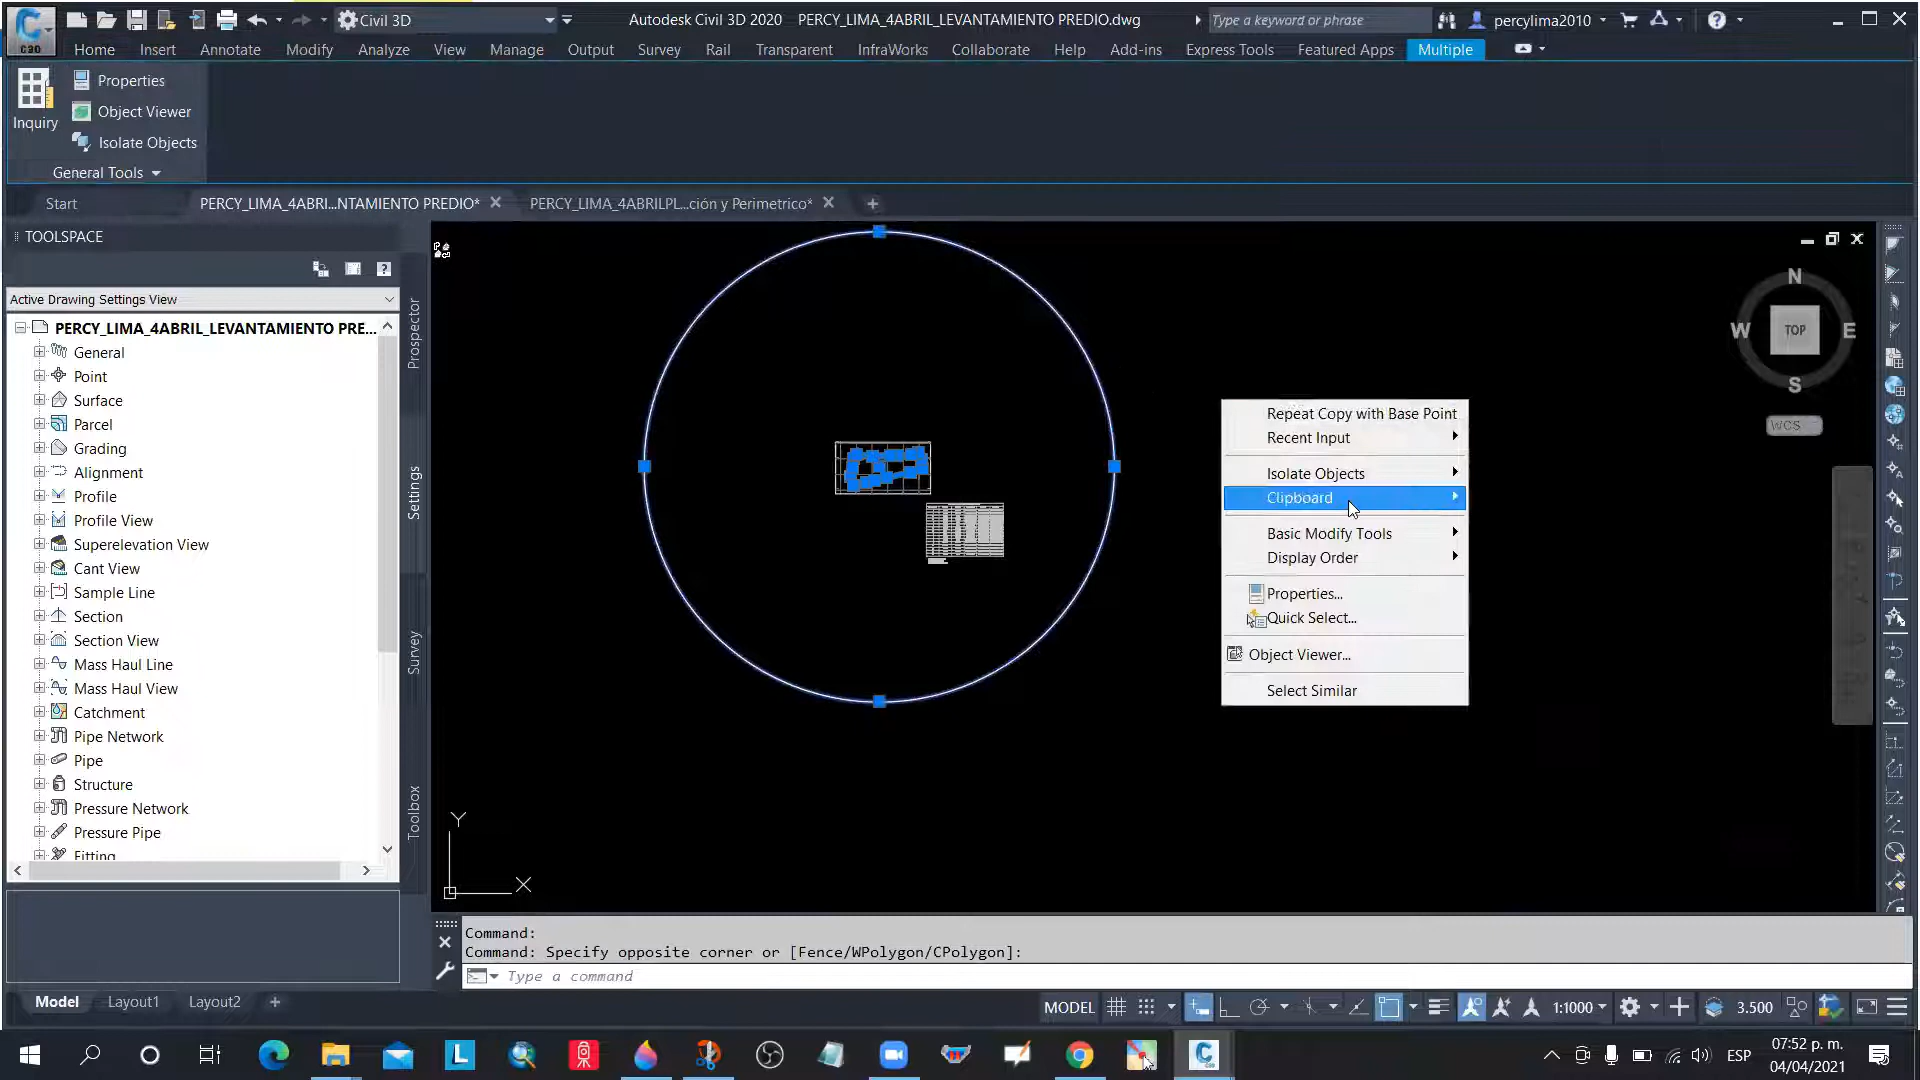 Civil 3D
Autodesk Civil 3D 2020 PERCY_LIMA_4ABRIL_LEVANTAMIENTO PREDIO.dwg
Type a keyword or phrase
percylima2010
C3D
Home Insert Annotate Modify Analyze View Manage Output Survey Rail Transparent InfraWorks Collaborate Help Add-ins Express Tools Featured Apps Multiple
Properties
Inquiry
Object Viewer
Isolate Objects
General Tools
Start
PERCY_LIMA_4ABRI...NTAMIENTO PREDIO*
PERCY_LIMA_4ABRILPL...ción y Perimetrico*
TOOLSPACE
Active Drawing Settings View
PERCY_LIMA_4ABRIL_LEVANTAMIENTO PRE...
General
Point
Surface
Parcel
Grading
Alignment
Profile
Profile View
Superelevation View
Cant View
Sample Line
Section
Section View
Mass Haul Line
Mass Haul View
Catchment
Pipe Network
Pipe
Structure
Pressure Network
Pressure Pipe
Fitting
Prospector
Settings
Survey
Toolbox
N
W TOP E
S
WCS
Repeat Copy with Base Point
Recent Input
Isolate Objects
Clipboard
Basic Modify Tools
Display Order
Properties...
Quick Select...
Object Viewer...
Select Similar
Y
X
Command:
Command: Specify opposite corner or [Fence/WPolygon/CPolygon]:
Type a command
Model Layout1 Layout2
MODEL 1:1000 3.500
ESP
07:52 p. m.
04/04/2021